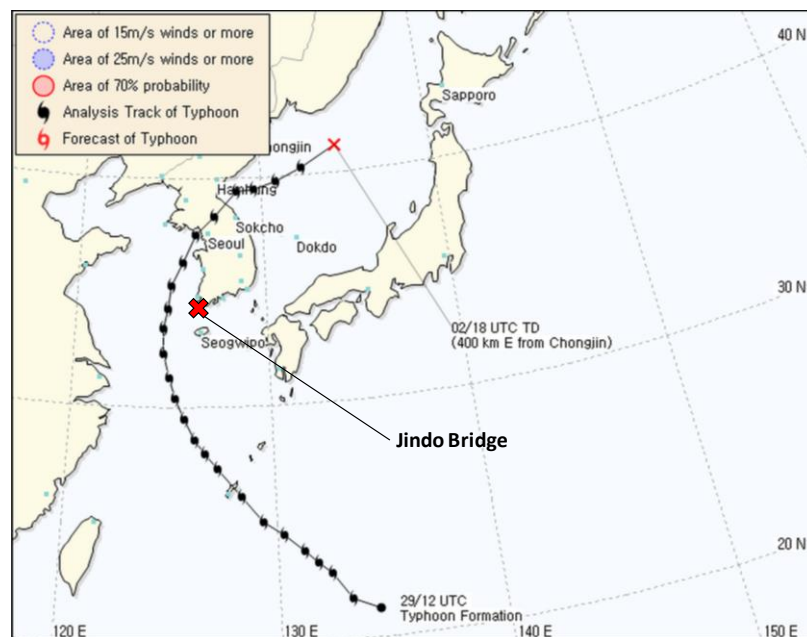 Area of 15m/s winds or more
Area of 25m/s winds or more
Area of 70% probability
Analysis Track of Typhoon
Forecast of Typhoon
40 N
Sapporo
hongjin
Sokcho
Seoul
Dokdo
30 N
02/18 UTC TD
(400 km E from Chongjin)
Seogwipo
Jindo Bridge
20 N
29/12 UTC
Typhoon Formation
120 E
130 E
140 E
150 E